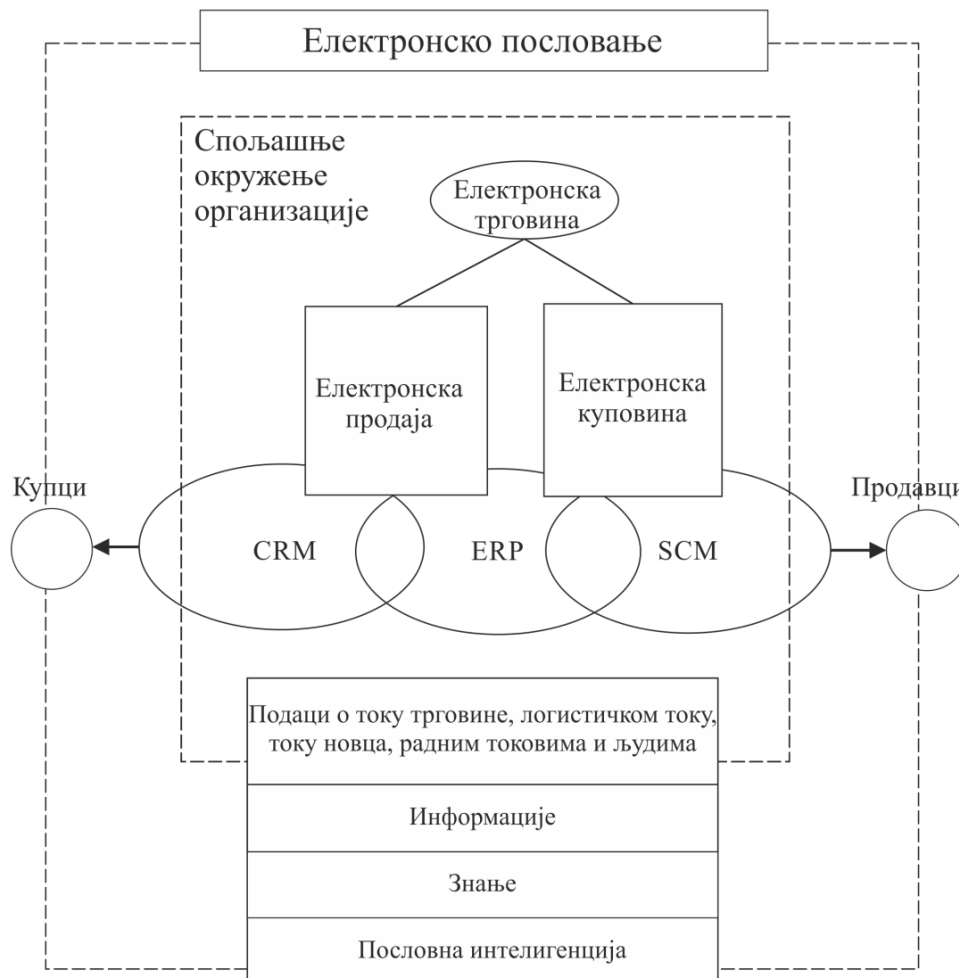 Електронско пословање
Спољашње
окружење
организације
Електронска
трговина
Електронска
продаја
Електронска
куповина
Купци
Продавци
CRM
ERP
SCM
Подаци о току трговине, логистичком току,
току новца, радним токовима и људима
Информације
Знање
Пословна интелигенција